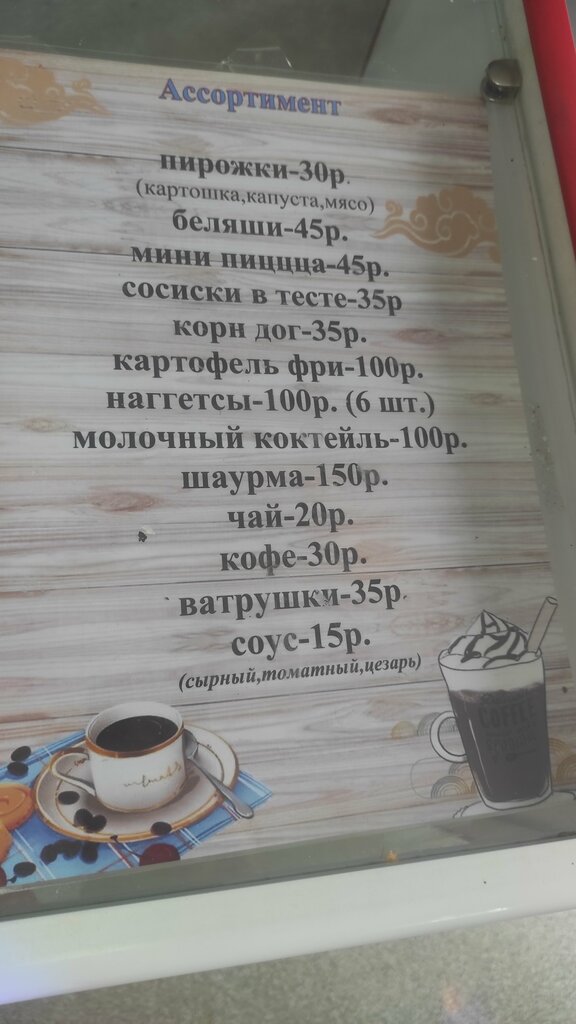 Ассортимент
пирожки-30р.
(картошка,капуста,мясо)
беляши-45р.
мини пиццца-45р.
сосиски в тесте-35р
корн дог-35р.
картофель фри-100р.
наггетсы-100р. (6 шт.)
молочный коктейль-100р.
шаурма-150р.
чай-20р.
кофе-30р.
ватрушки-35р.
соус-15р.
(сырный,томатный,цезарь)
COFFEE